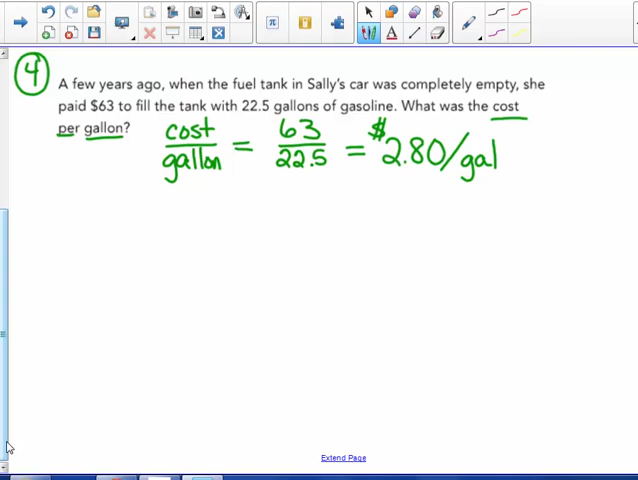 4
A few years ago, when the fuel tank in Sally's car was completely empty, she
paid $63 to fill the tank with 22.5 gallons of gasoline. What was the cost
per gallon?
cost / gallon = 63 / 22.5 = $2.80/gal
Extend Page